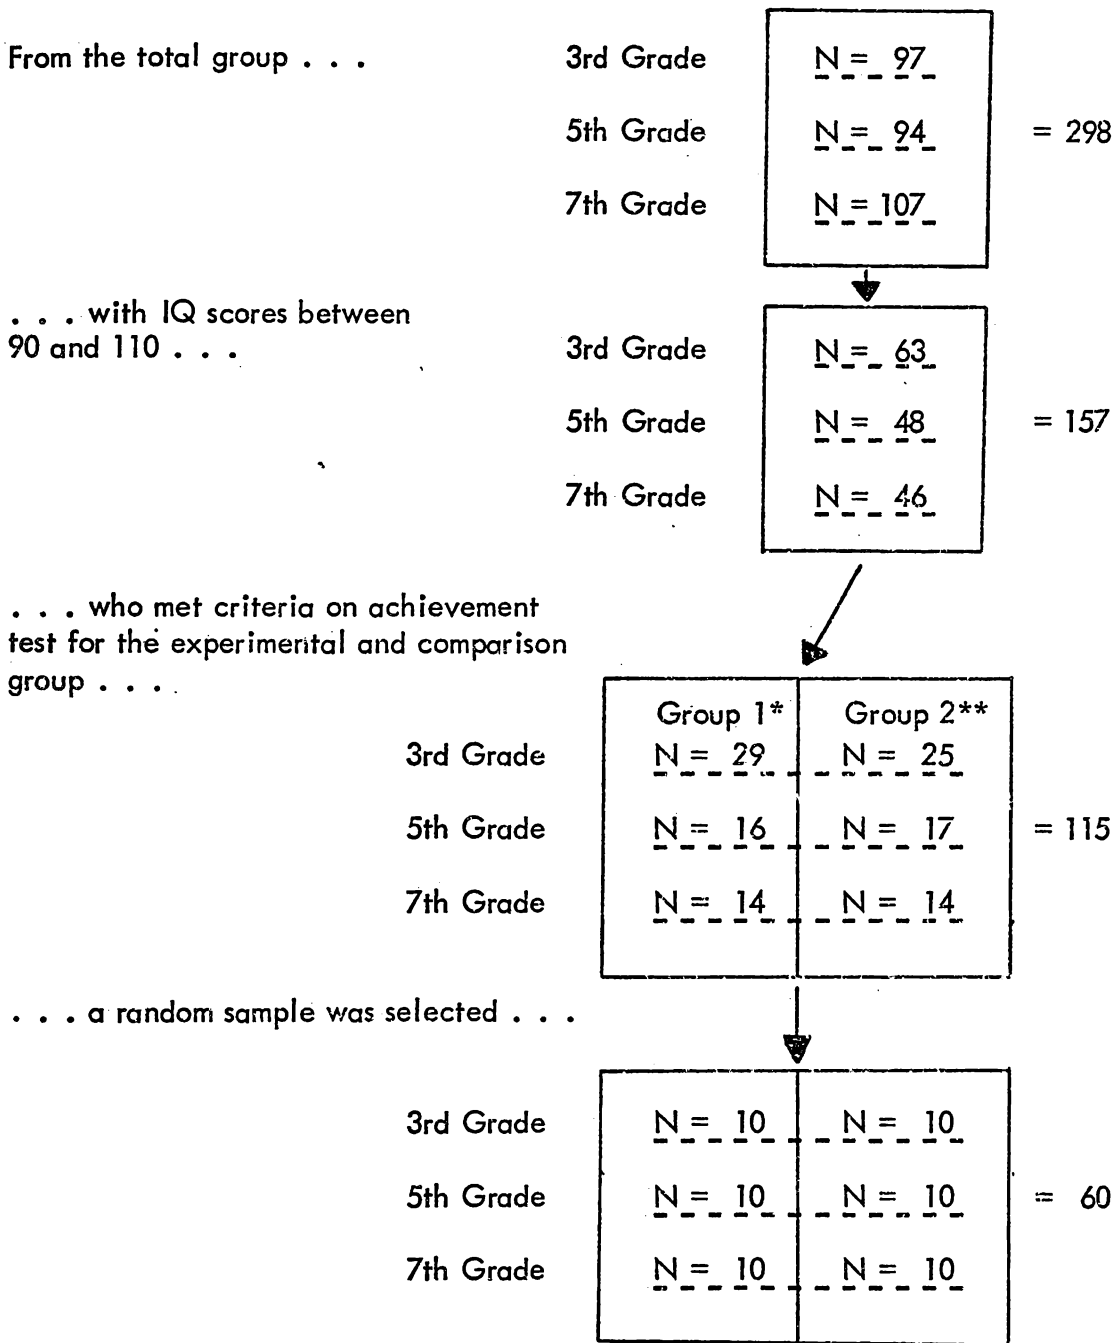 From the total group . . .
3rd Grade N = 97
5th Grade N = 94 = 298
7th Grade N = 107
. . . with IQ scores between
90 and 110 . . .
3rd Grade N = 63
5th Grade N = 48 = 157
7th Grade N = 46
. . . who met criteria on achievement
test for the experimental and comparison
group . . . .
Group 1* Group 2**
3rd Grade N = 29 N = 25
5th Grade N = 16 N = 17 = 115
7th Grade N = 14 N = 14
. . . a random sample was selected . . .
3rd Grade N = 10 N = 10
5th Grade N = 10 N = 10 = 60
7th Grade N = 10 N = 10